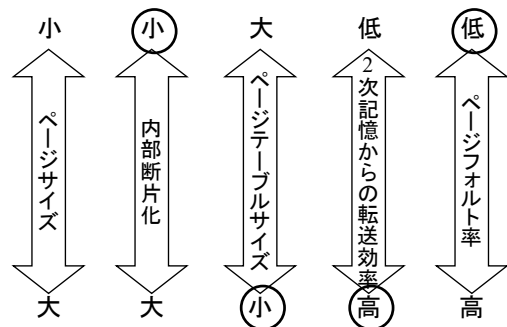 小 小 大 低 低
ページサイズ
内部断片化
ページテーブルサイズ
2次記憶からの転送効率
ページフォルト率
大 大 小 高 高